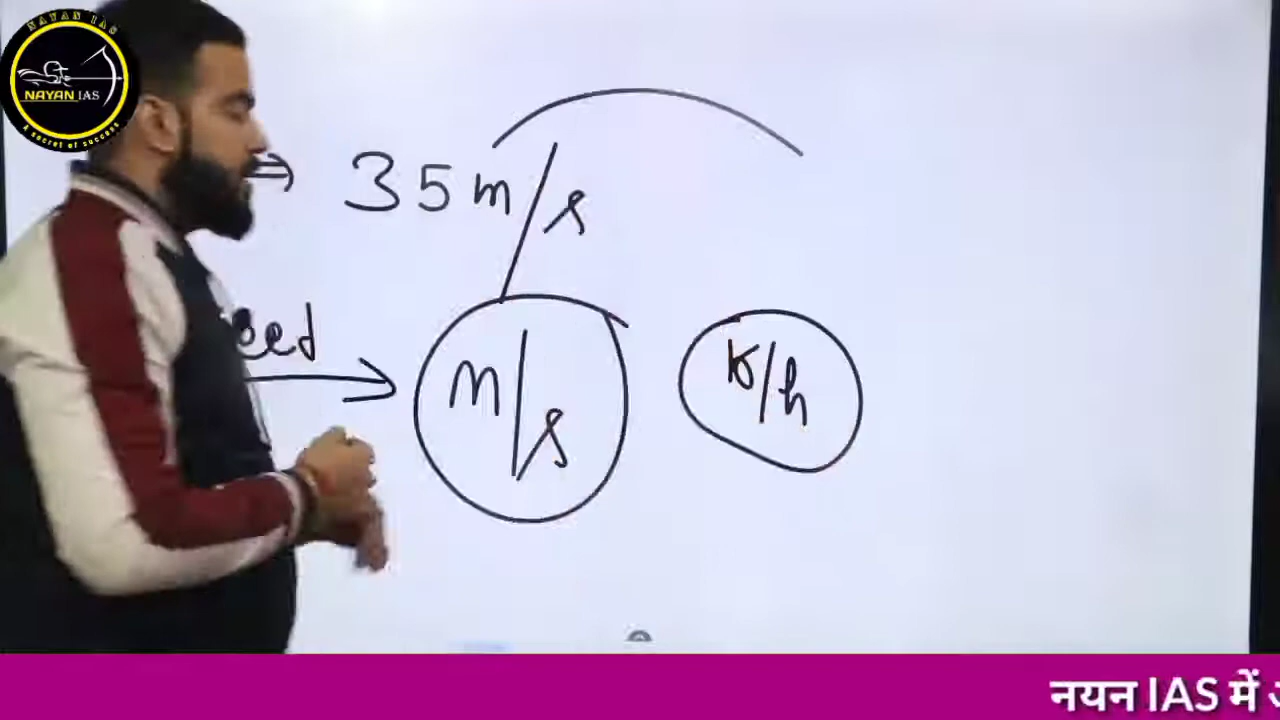 NAYAN IAS
NAYAN IAS
A secret of success
⇒ 35 m/s
eed
m/s
K/h
नयन IAS में